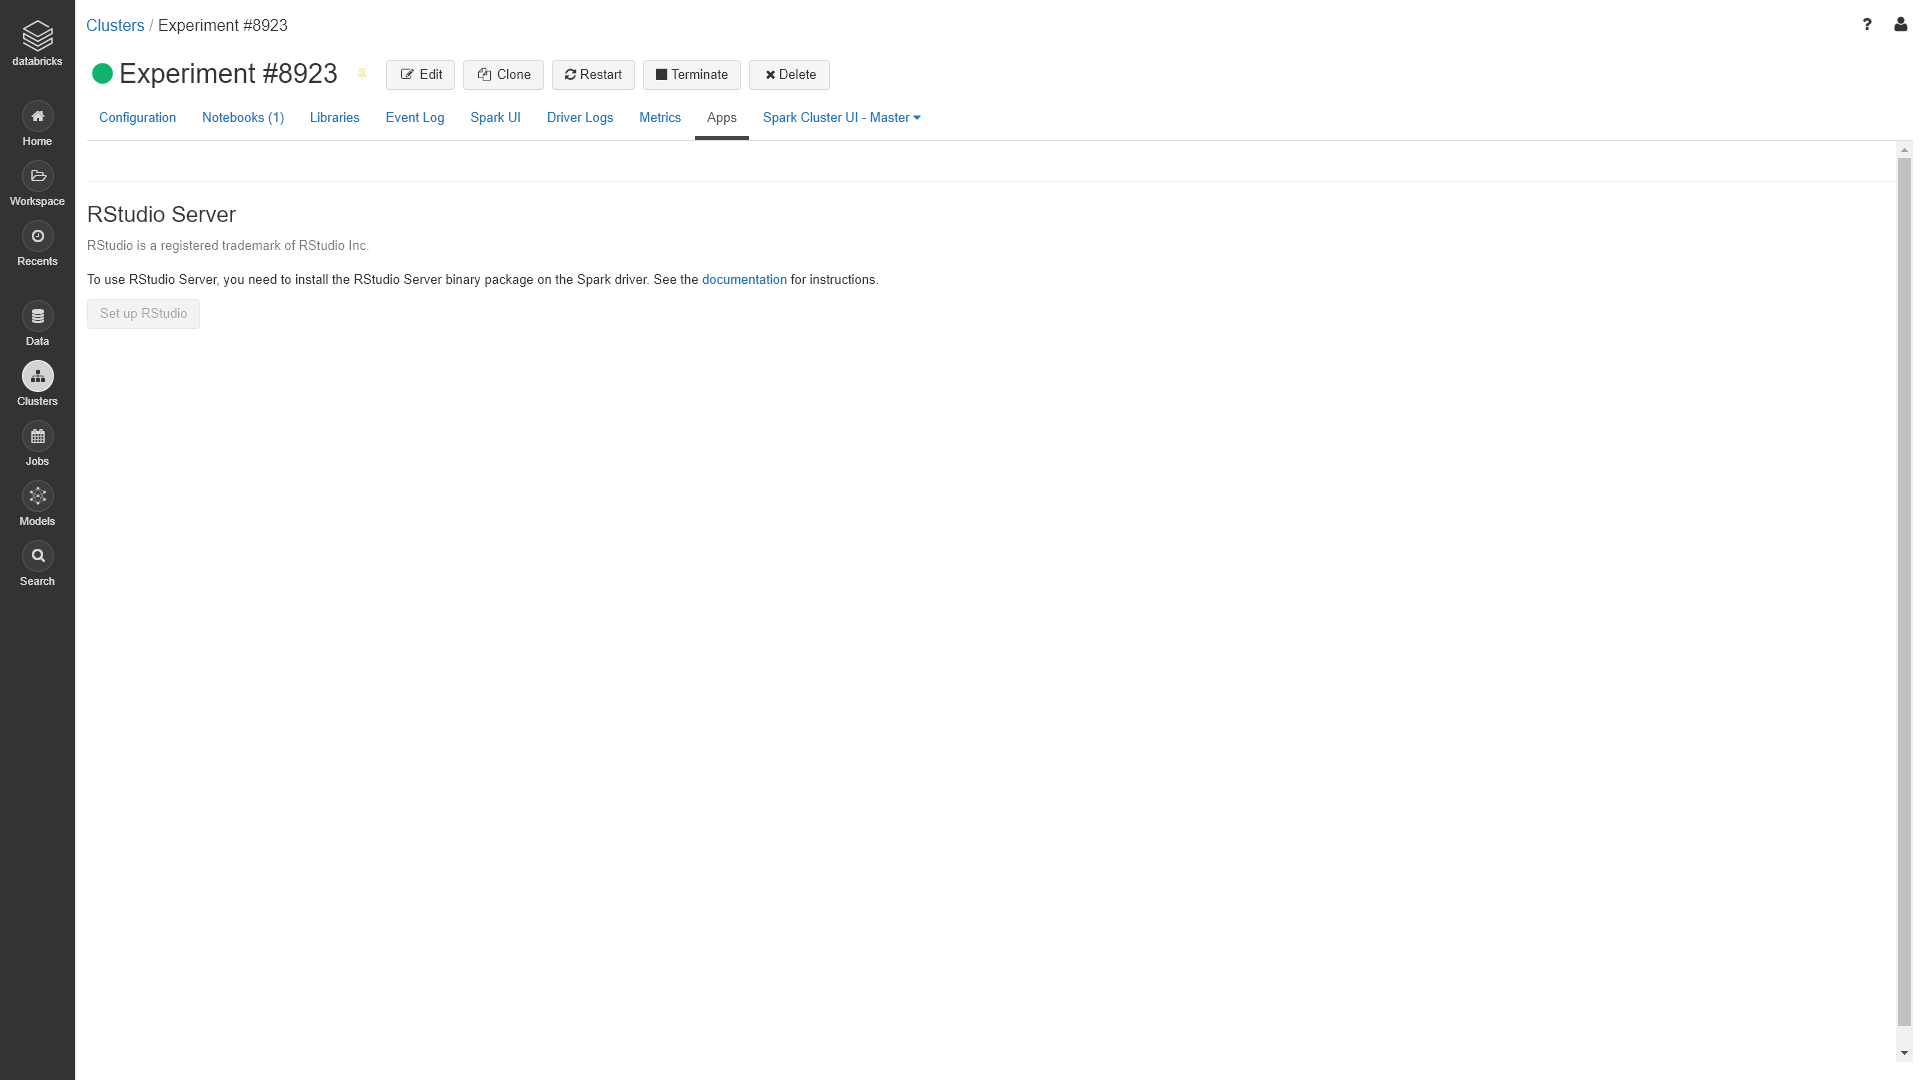 databricks
Home
Workspace
Recents
Data
Clusters
Jobs
Models
Search
Clusters / Experiment #8923
?
Experiment #8923 Edit Clone Restart Terminate Delete
Configuration Notebooks (1) Libraries Event Log Spark UI Driver Logs Metrics Apps Spark Cluster UI - Master
RStudio Server
RStudio is a registered trademark of RStudio Inc.
To use RStudio Server, you need to install the RStudio Server binary package on the Spark driver. See the documentation for instructions.
Set up RStudio